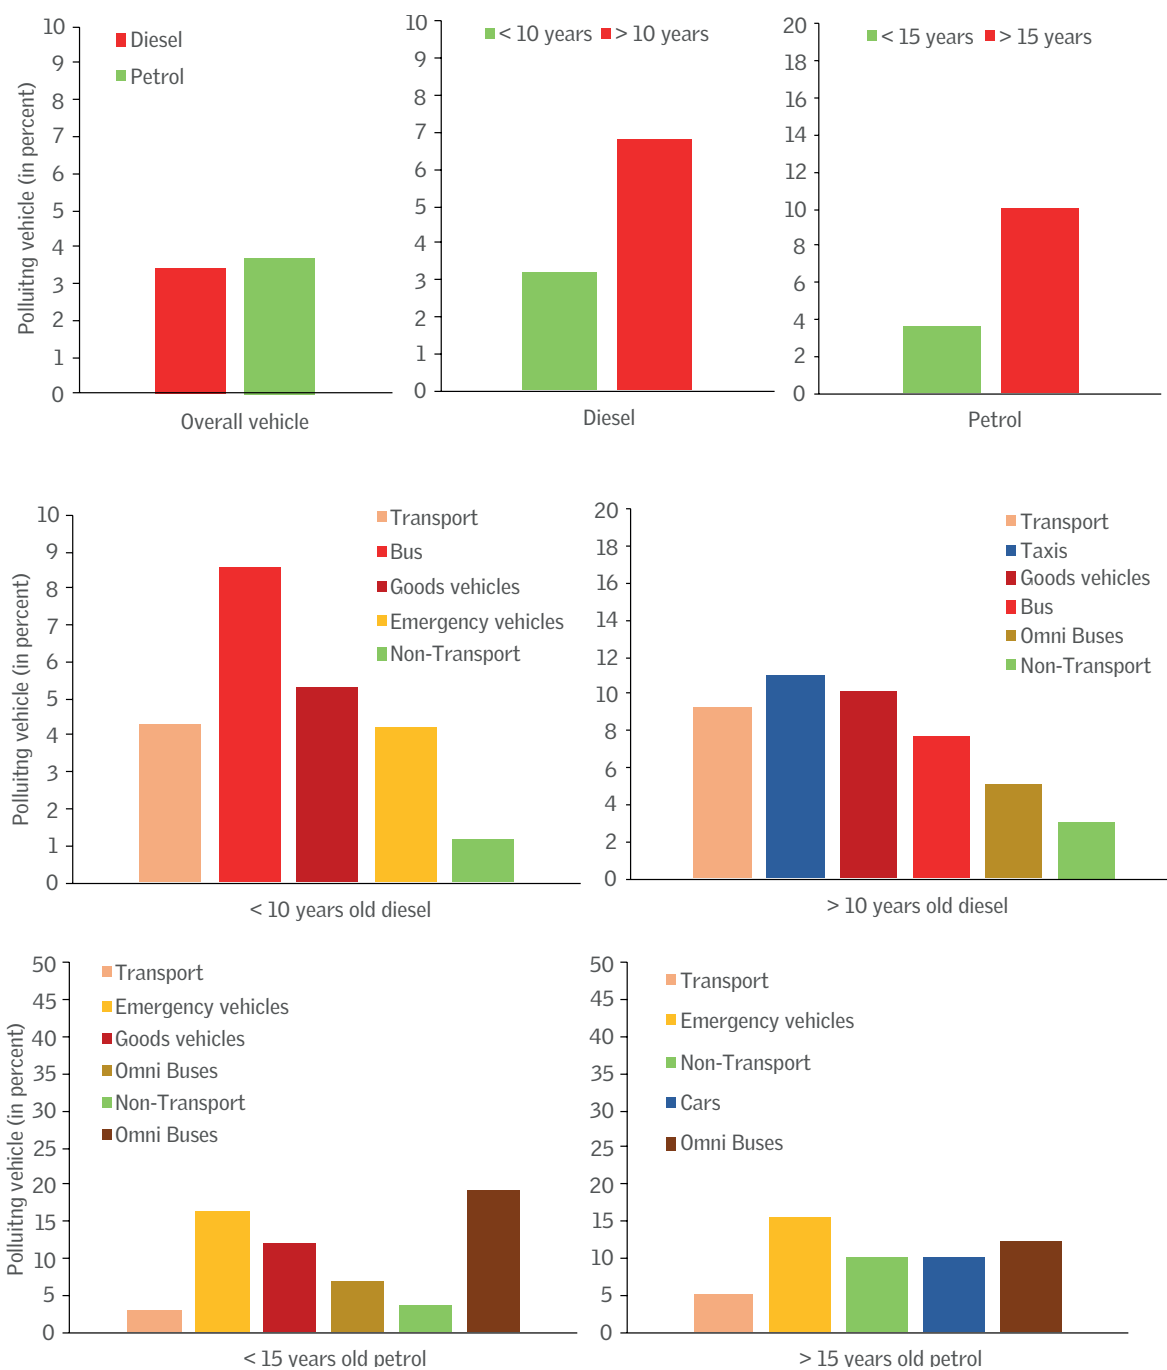 Polluitng vehicle (in percent)
10
9
8
7
6
5
4
3
2
1
0
Diesel
Petrol
Overall vehicle
10
9
8
7
6
5
4
3
2
1
0
< 10 years > 10 years
Diesel
20
18
16
14
12
10
8
6
4
2
0
< 15 years > 15 years
Petrol
Polluitng vehicle (in percent)
10
9
8
7
6
5
4
3
2
1
0
Transport
Bus
Goods vehicles
Emergency vehicles
Non-Transport
< 10 years old diesel
20
18
16
14
12
10
8
6
4
2
0
Transport
Taxis
Goods vehicles
Bus
Omni Buses
Non-Transport
> 10 years old diesel
Polluitng vehicle (in percent)
50
45
40
35
30
25
20
15
10
5
0
Transport
Emergency vehicles
Goods vehicles
Omni Buses
Non-Transport
Omni Buses
< 15 years old petrol
50
45
40
35
30
25
20
15
10
5
0
Transport
Emergency vehicles
Non-Transport
Cars
Omni Buses
> 15 years old petrol